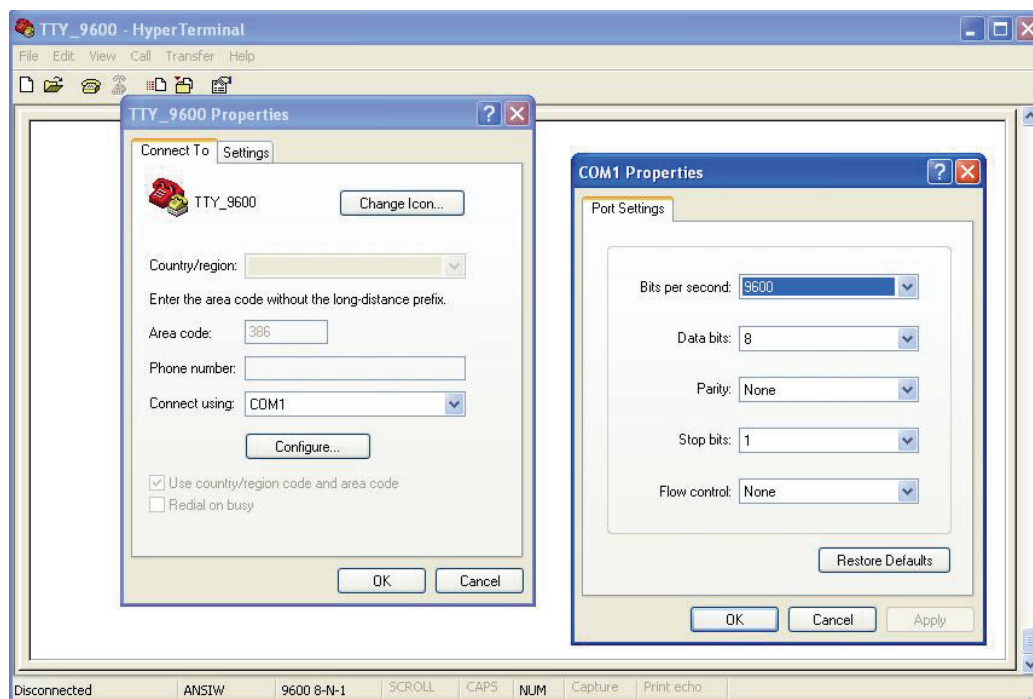 TTY_9600 - HyperTerminal
File Edit View Call Transfer Help
TTY_9600 Properties
Connect To Settings
TTY_9600
Change Icon...
Country/region:
Enter the area code without the long-distance prefix.
Area code: 386
Phone number:
Connect using: COM1
Configure...
Use country/region code and area code
Redial on busy
OK Cancel
COM1 Properties
Port Settings
Bits per second: 9600
Data bits: 8
Parity: None
Stop bits: 1
Flow control: None
Restore Defaults
OK Cancel Apply
Disconnected ANSIW 9600 8-N-1 SCROLL CAPS NUM Capture Print echo